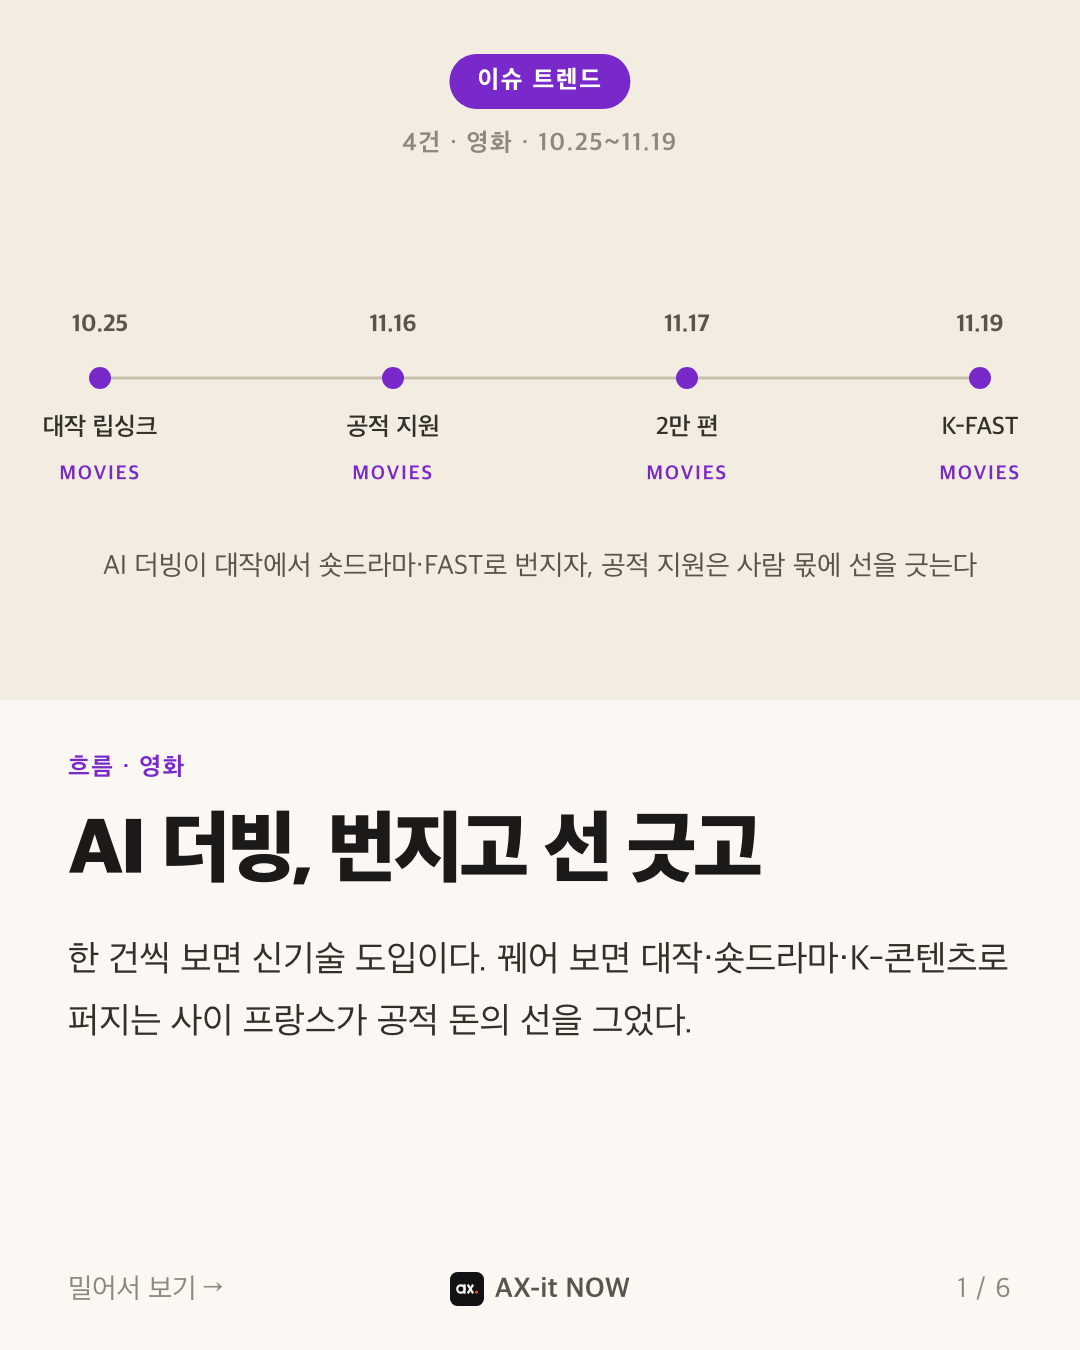 이슈 트렌드
4건 · 영화 · 10.25~11.19
10.25 11.16 11.17 11.19
대작 립싱크 공적 지원 2만 편 K-FAST
MOVIES MOVIES MOVIES MOVIES
AI 더빙이 대작에서 숏드라마·FAST로 번지자, 공적 지원은 사람 몫에 선을 긋는다
흐름 · 영화
AI 더빙, 번지고 선 긋고
한 건씩 보면 신기술 도입이다. 꿰어 보면 대작·숏드라마·K-콘텐츠로
퍼지는 사이 프랑스가 공적 돈의 선을 그었다.
밀어서 보기 → ax. AX-it NOW 1 / 6